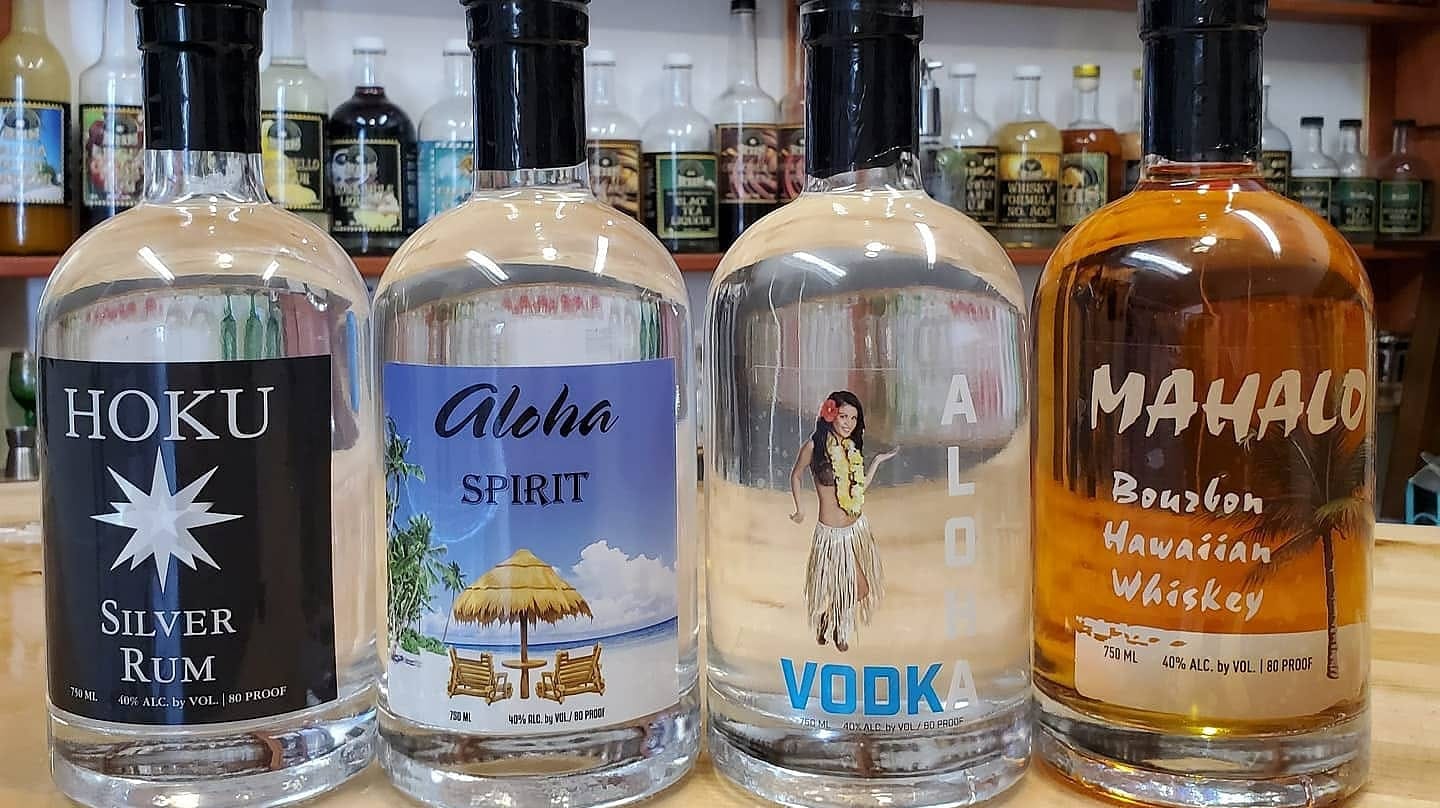 HOKU
SILVER
RUM
750 ML 40% ALC. by VOL. | 80 PROOF
Aloha
SPIRIT
750 ML 40% ALC. by VOL./ 80 PROOF
ALOHA
VODKA
750 ML 40% ALC. by VOL./ 80 PROOF
MAHALO
Bourbon
Hawaiian
Whiskey
750 ML 40% ALC. by VOL. | 80 PROOF
BLACK
TEA
LIQUEUR
WHISKY
FORMULA